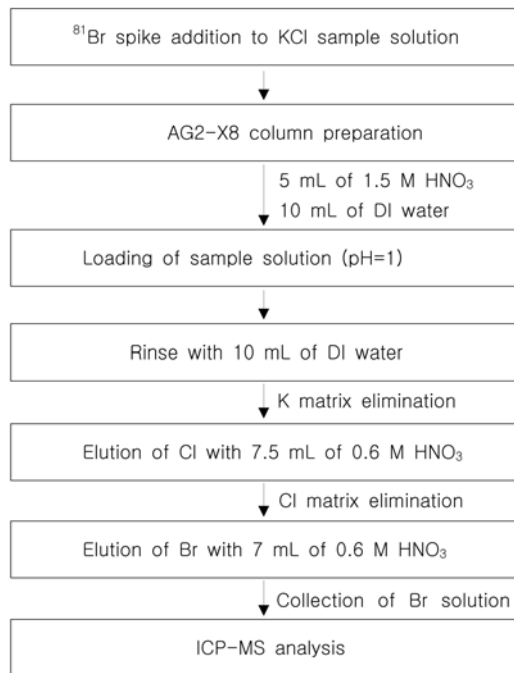 ⁸¹Br spike addition to KCl sample solution
AG2-X8 column preparation
5 mL of 1.5 M HNO₃
10 mL of DI water
Loading of sample solution (pH=1)
Rinse with 10 mL of DI water
K matrix elimination
Elution of Cl with 7.5 mL of 0.6 M HNO₃
Cl matrix elimination
Elution of Br with 7 mL of 0.6 M HNO₃
Collection of Br solution
ICP-MS analysis